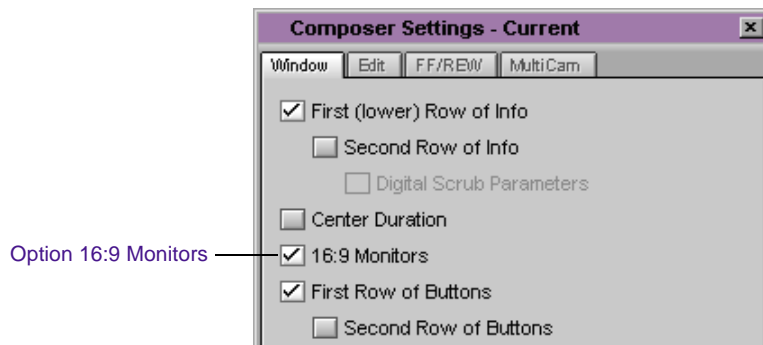 Composer Settings - Current
Window Edit FF/REW MultiCam
First (lower) Row of Info
Second Row of Info
Digital Scrub Parameters
Center Duration
Option 16:9 Monitors
16:9 Monitors
First Row of Buttons
Second Row of Buttons